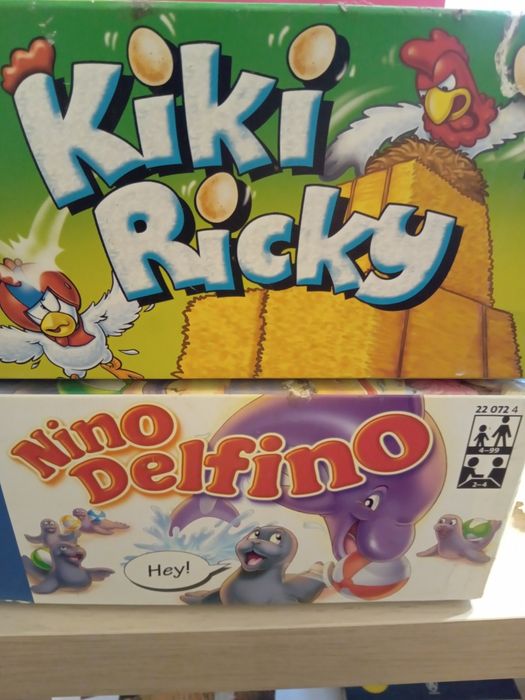 Kiki
Ricky
Nino
Delfino
22 072 4
4-99
2-4
Hey!